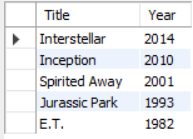 Title Year
Interstellar 2014
Inception 2010
Spirited Away 2001
Jurassic Park 1993
E.T. 1982